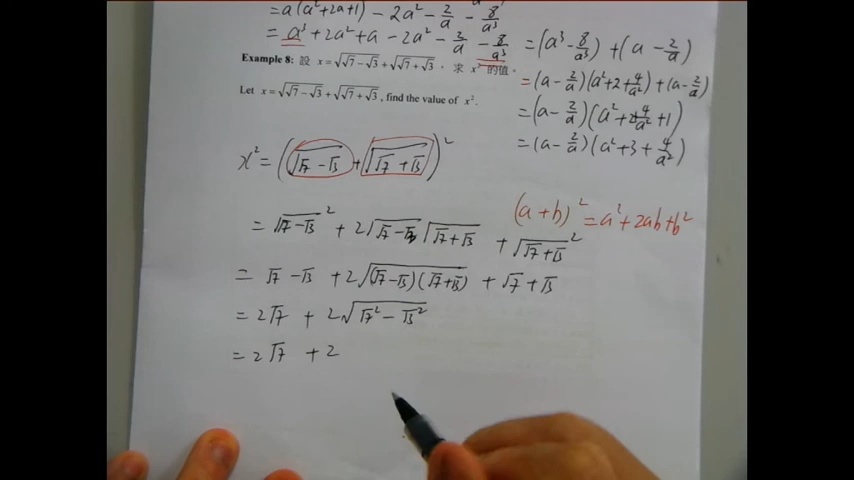 = a(a²+2a+1) − 2a² − 2/a − 8/a³
= a³ + 2a² + a − 2a² − 2/a − 8/a³
= (a³ − 8/a³) + (a − 2/a)
= (a − 2/a)(a² + 2 + 4/a²) + (a − 2/a)
= (a − 2/a)(a² + 2 + 4/a² + 1)
= (a − 2/a)(a² + 3 + 4/a²)
Example 8: 設 x = √(√7 − √3) + √(√7 + √3)，求 x² 的值。
Let x = √(√7 − √3) + √(√7 + √3), find the value of x².
x² = (√(√7 − √3) + √(√7 + √3))²
(a + b)² = a² + 2ab + b²
= √(√7 − √3)² + 2√(√7 − √3)√(√7 + √3) + √(√7 + √3)²
= √7 − √3 + 2√((√7 − √3)(√7 + √3)) + √7 + √3
= 2√7 + 2√(√7² − √3²)
= 2√7 + 2